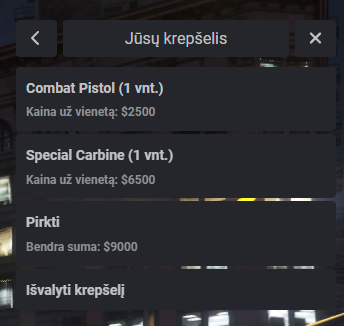 Jūsų krepšelis
Combat Pistol (1 vnt.)
Kaina už vienetą: $2500
Special Carbine (1 vnt.)
Kaina už vienetą: $6500
Pirkti
Bendra suma: $9000
Išvalyti krepšelį